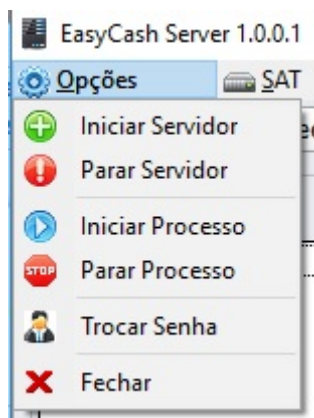 EasyCash Server 1.0.0.1
Opções SAT
Iniciar Servidor
Parar Servidor
Iniciar Processo
STOP Parar Processo
Trocar Senha
Fechar